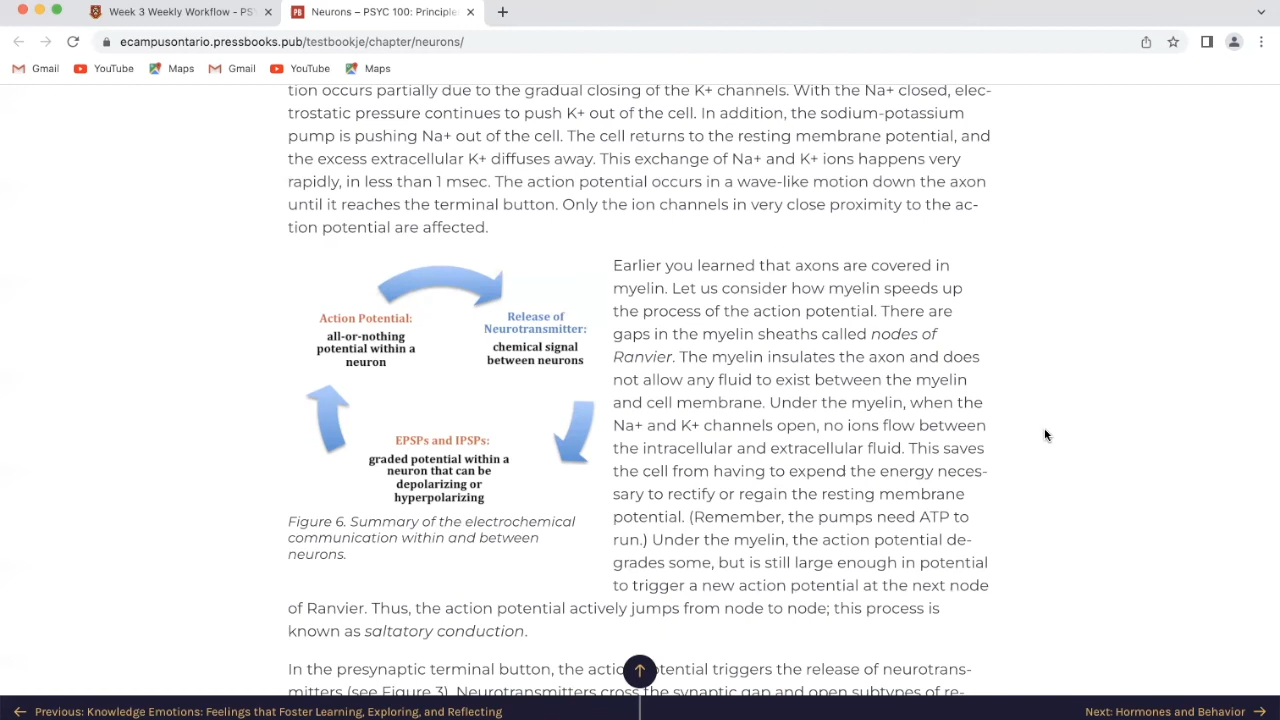 Week 3 Weekly Workflow - PSY
Neurons – PSYC 100: Principle
ecampusontario.pressbooks.pub/testbookje/chapter/neurons/
Gmail YouTube Maps Gmail YouTube Maps
tion occurs partially due to the gradual closing of the K+ channels. With the Na+ closed, elec-
trostatic pressure continues to push K+ out of the cell. In addition, the sodium-potassium
pump is pushing Na+ out of the cell. The cell returns to the resting membrane potential, and
the excess extracellular K+ diffuses away. This exchange of Na+ and K+ ions happens very
rapidly, in less than 1 msec. The action potential occurs in a wave-like motion down the axon
until it reaches the terminal button. Only the ion channels in very close proximity to the ac-
tion potential are affected.
Action Potential:
all-or-nothing
potential within a
neuron
Release of
Neurotransmitter:
chemical signal
between neurons
EPSPs and IPSPs:
graded potential within a
neuron that can be
depolarizing or
hyperpolarizing
Figure 6. Summary of the electrochemical
communication within and between
neurons.
Earlier you learned that axons are covered in
myelin. Let us consider how myelin speeds up
the process of the action potential. There are
gaps in the myelin sheaths called nodes of
Ranvier. The myelin insulates the axon and does
not allow any fluid to exist between the myelin
and cell membrane. Under the myelin, when the
Na+ and K+ channels open, no ions flow between
the intracellular and extracellular fluid. This saves
the cell from having to expend the energy neces-
sary to rectify or regain the resting membrane
potential. (Remember, the pumps need ATP to
run.) Under the myelin, the action potential de-
grades some, but is still large enough in potential
to trigger a new action potential at the next node
of Ranvier. Thus, the action potential actively jumps from node to node; this process is
known as saltatory conduction.
In the presynaptic terminal button, the action potential triggers the release of neurotrans-
mitters (see Figure 3). Neurotransmitters cross the synaptic gap and open subtypes of re-
← Previous: Knowledge Emotions: Feelings that Foster Learning, Exploring, and Reflecting
Next: Hormones and Behavior →